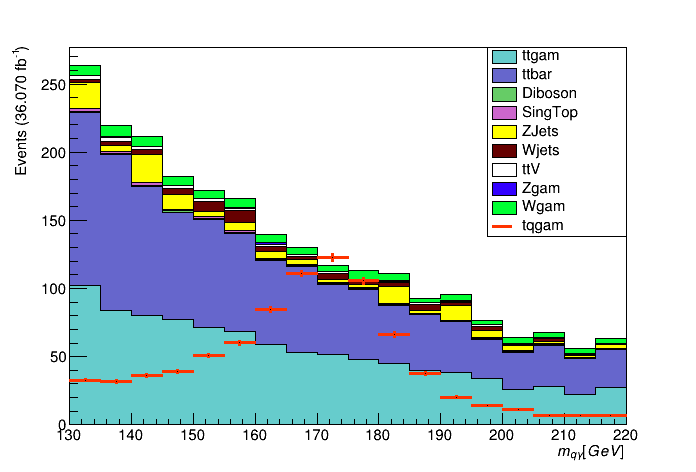 Events (36.070 fb⁻¹)
250
200
150
100
50
0
130 140 150 160 170 180 190 200 210 220
m_qγ[GeV]
ttgam
ttbar
Diboson
SingTop
ZJets
Wjets
ttV
Zgam
Wgam
tqgam